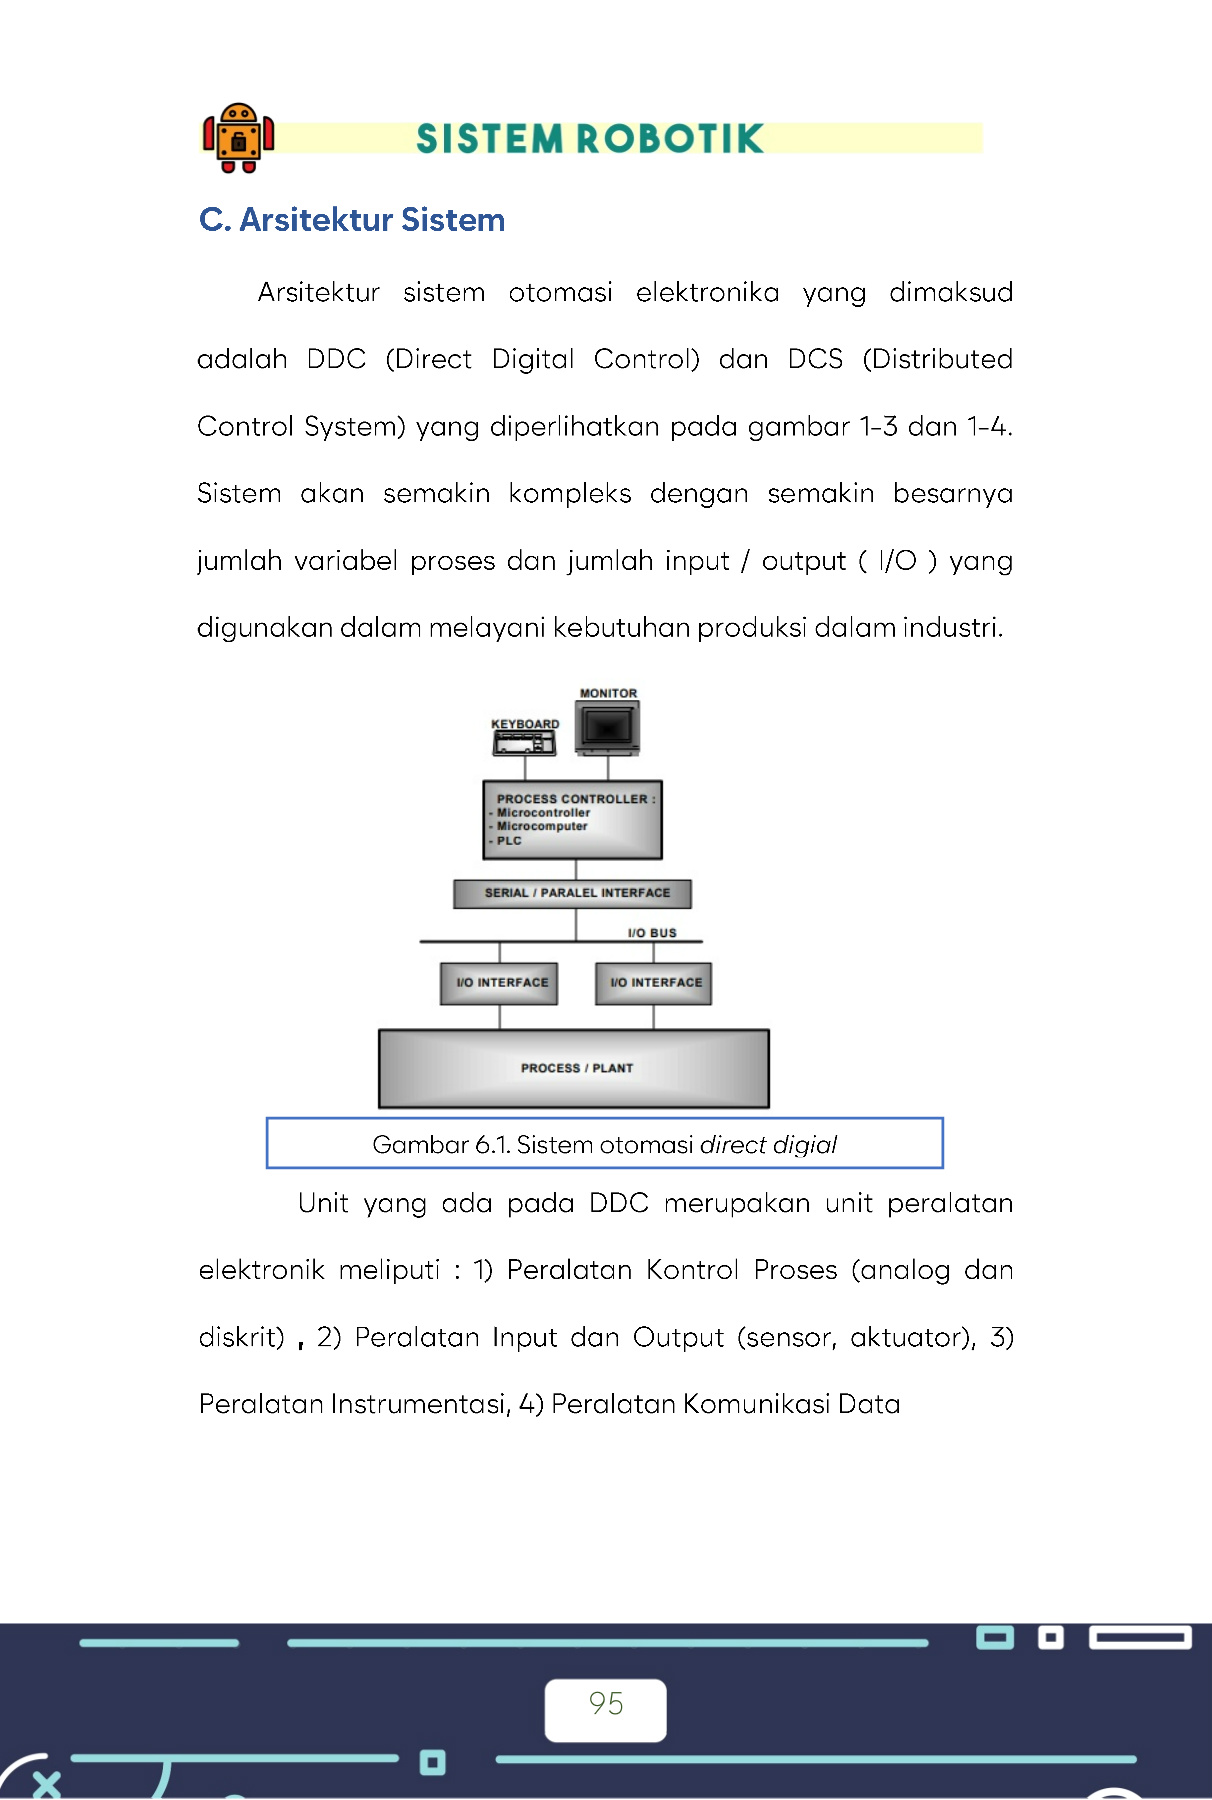 SISTEM ROBOTIK
C. Arsitektur Sistem
Arsitektur sistem otomasi elektronika yang dimaksud
adalah DDC (Direct Digital Control) dan DCS (Distributed
Control System) yang diperlihatkan pada gambar 1-3 dan 1-4.
Sistem akan semakin kompleks dengan semakin besarnya
jumlah variabel proses dan jumlah input / output ( I/O ) yang
digunakan dalam melayani kebutuhan produksi dalam industri.
MONITOR
KEYBOARD
PROCESS CONTROLLER :
- Microcontroller
- Microcomputer
- PLC
SERIAL / PARALEL INTERFACE
I/O BUS
I/O INTERFACE I/O INTERFACE
PROCESS / PLANT
Gambar 6.1. Sistem otomasi direct digial
Unit yang ada pada DDC merupakan unit peralatan
elektronik meliputi : 1) Peralatan Kontrol Proses (analog dan
diskrit) , 2) Peralatan Input dan Output (sensor, aktuator), 3)
Peralatan Instrumentasi, 4) Peralatan Komunikasi Data
95